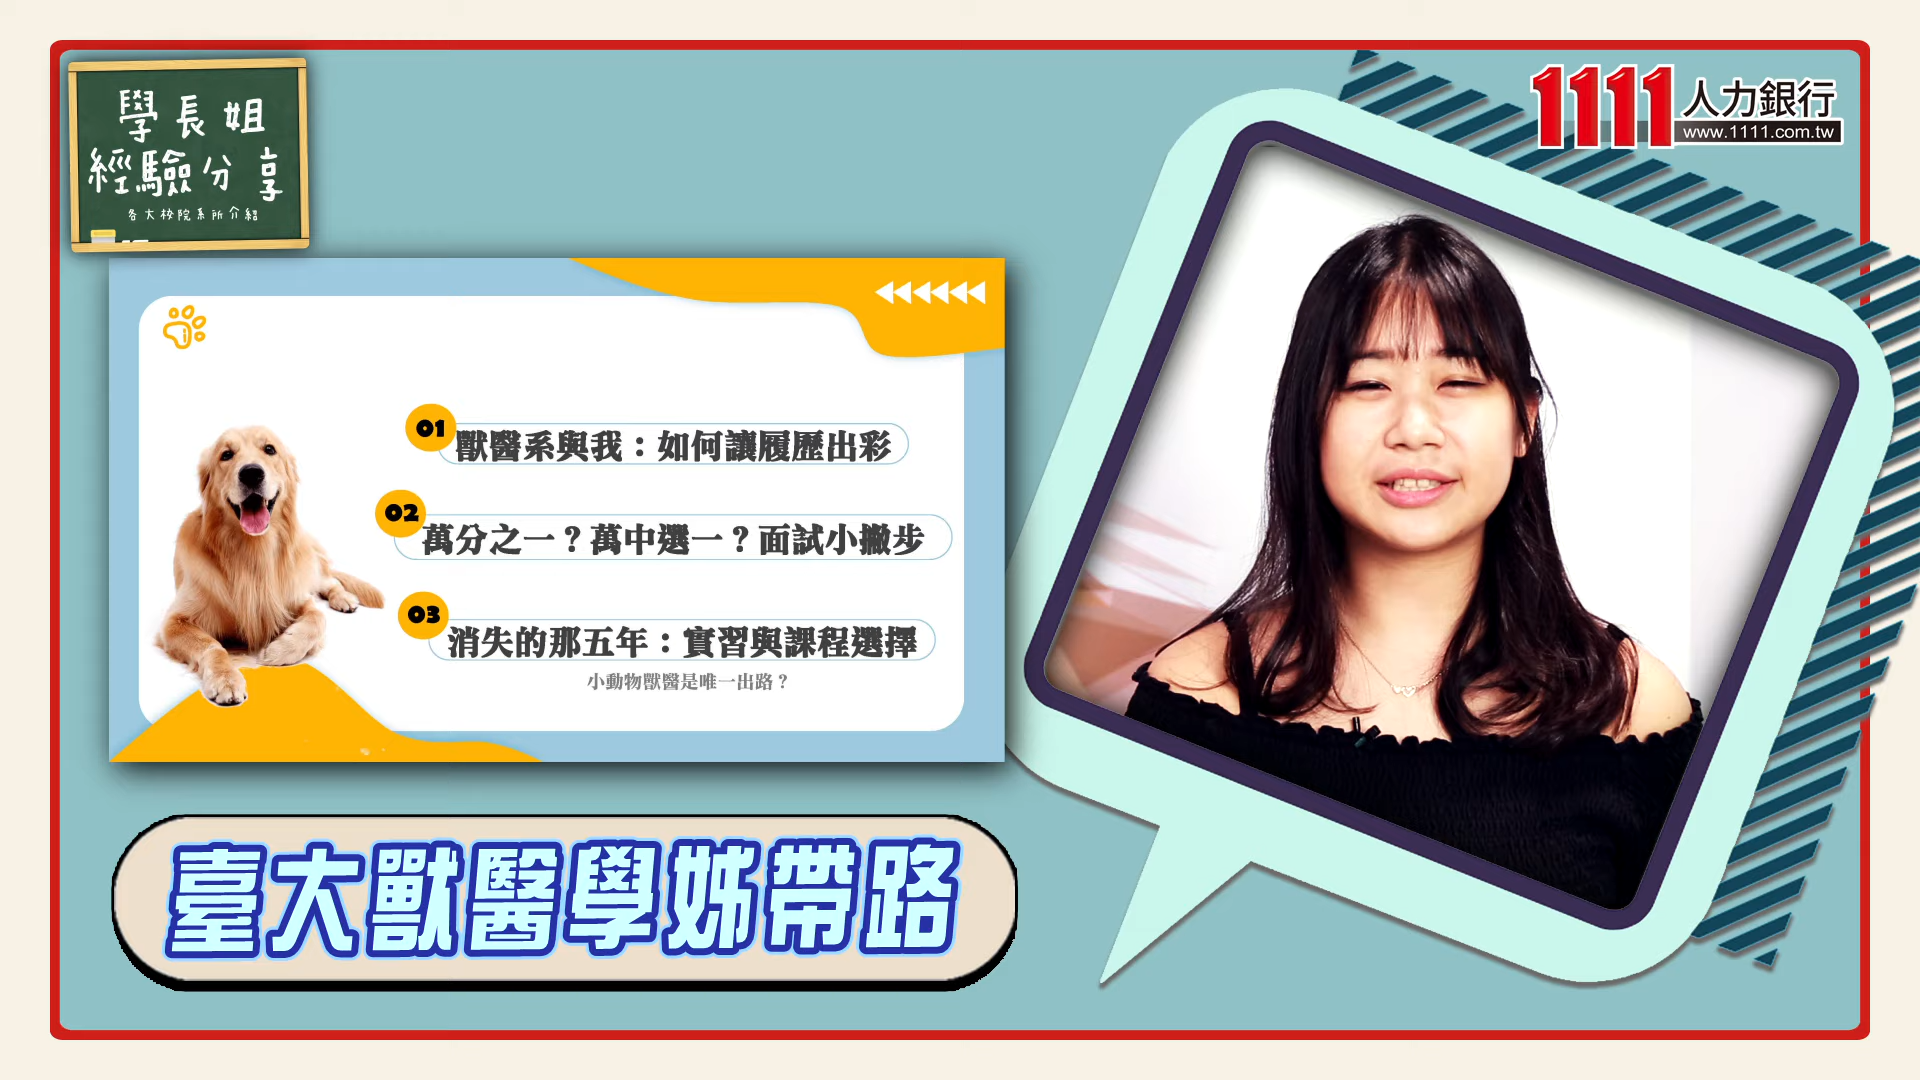 學長姐
經驗分享
各大校院系所介紹
1111人力銀行
www.1111.com.tw
01
獸醫系與我：如何讓履歷出彩
02
萬分之一？萬中選一？面試小撇步
03
消失的那五年：實習與課程選擇
小動物獸醫是唯一出路？
臺大獸醫學姊帶路